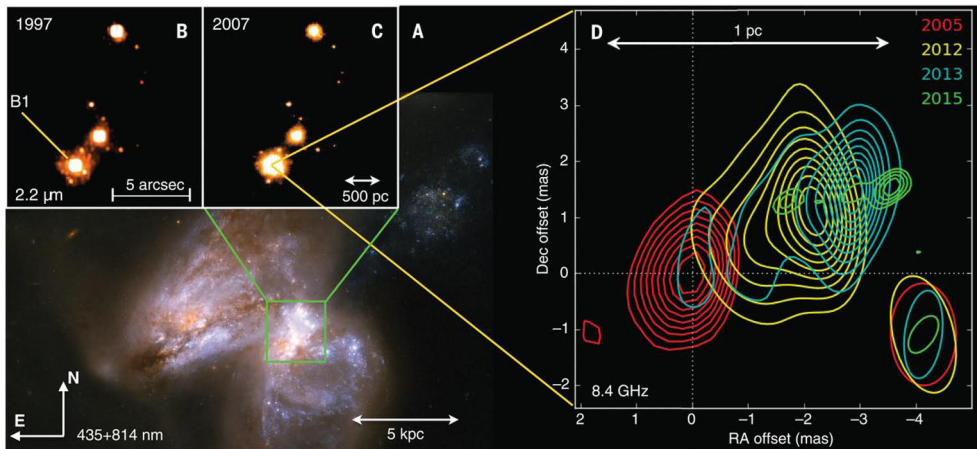 1997
B
B1
2.2 μm
5 arcsec
2007
C
500 pc
A
N
E
435+814 nm
5 kpc
D
1 pc
2005
2012
2013
2015
4
3
2
1
0
−1
−2
Dec offset (mas)
8.4 GHz
2 1 0 −1 −2 −3 −4
RA offset (mas)